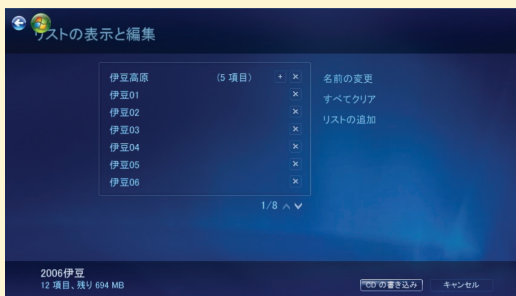 リストの表示と編集
伊豆高原 (5 項目) + ×
伊豆01 ×
伊豆02 ×
伊豆03 ×
伊豆04 ×
伊豆05 ×
伊豆06 ×
1/8
名前の変更
すべてクリア
リストの追加
2006伊豆
12 項目、残り 694 MB
CD の書き込み キャンセル